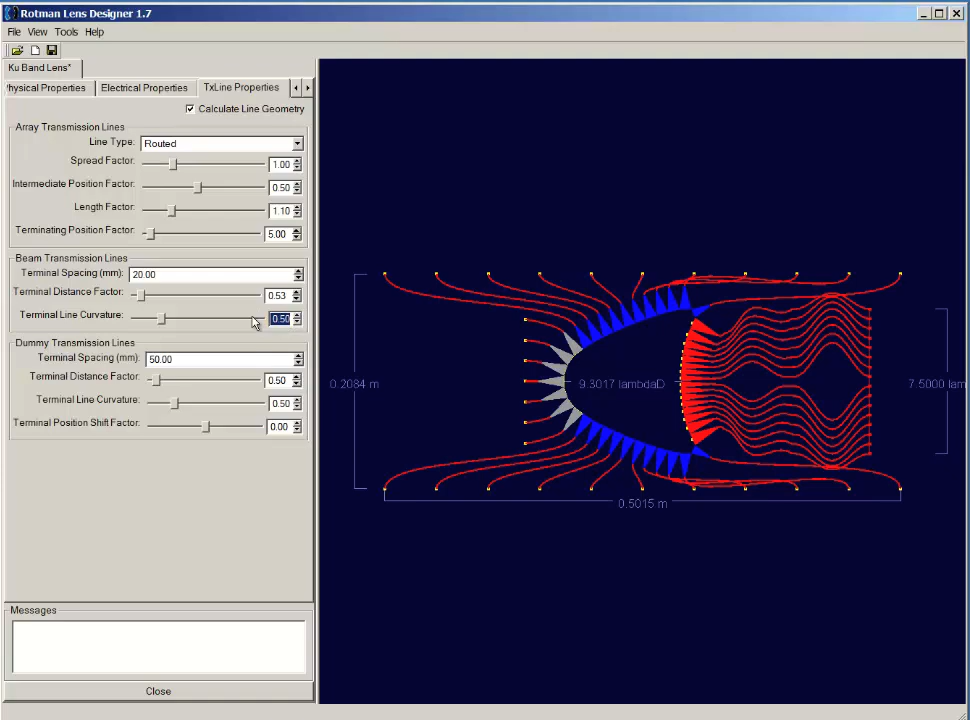 Rotman Lens Designer 1.7
File View Tools Help
Ku Band Lens*
hysical Properties Electrical Properties TxLine Properties
Calculate Line Geometry
Array Transmission Lines
Line Type: Routed
Spread Factor: 1.00
Intermediate Position Factor: 0.50
Length Factor: 1.10
Terminating Position Factor: 5.00
Beam Transmission Lines
Terminal Spacing (mm): 20.00
Terminal Distance Factor: 0.53
Terminal Line Curvature: 0.50
Dummy Transmission Lines
Terminal Spacing (mm): 50.00
Terminal Distance Factor: 0.50
Terminal Line Curvature: 0.50
Terminal Position Shift Factor: 0.00
0.2084 m
9.3017 lambdaD
7.5000 lam
0.5015 m
Messages
Close